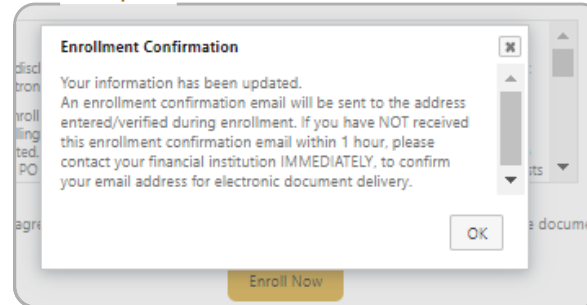 Enrollment Confirmation
Your information has been updated.
An enrollment confirmation email will be sent to the address
entered/verified during enrollment. If you have NOT received
this enrollment confirmation email within 1 hour, please
contact your financial institution IMMEDIATELY, to confirm
your email address for electronic document delivery.
OK
PO
Enroll Now